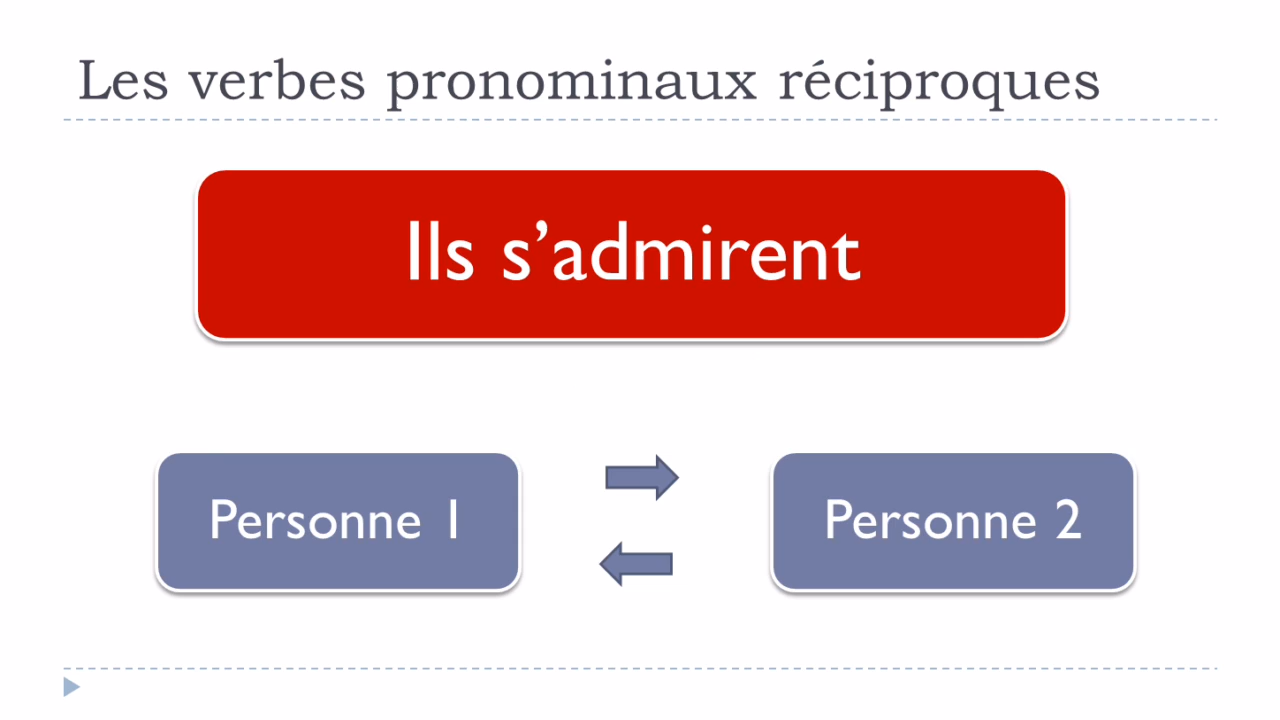 Les verbes pronominaux réciproques
Ils s’admirent
Personne 1
Personne 2